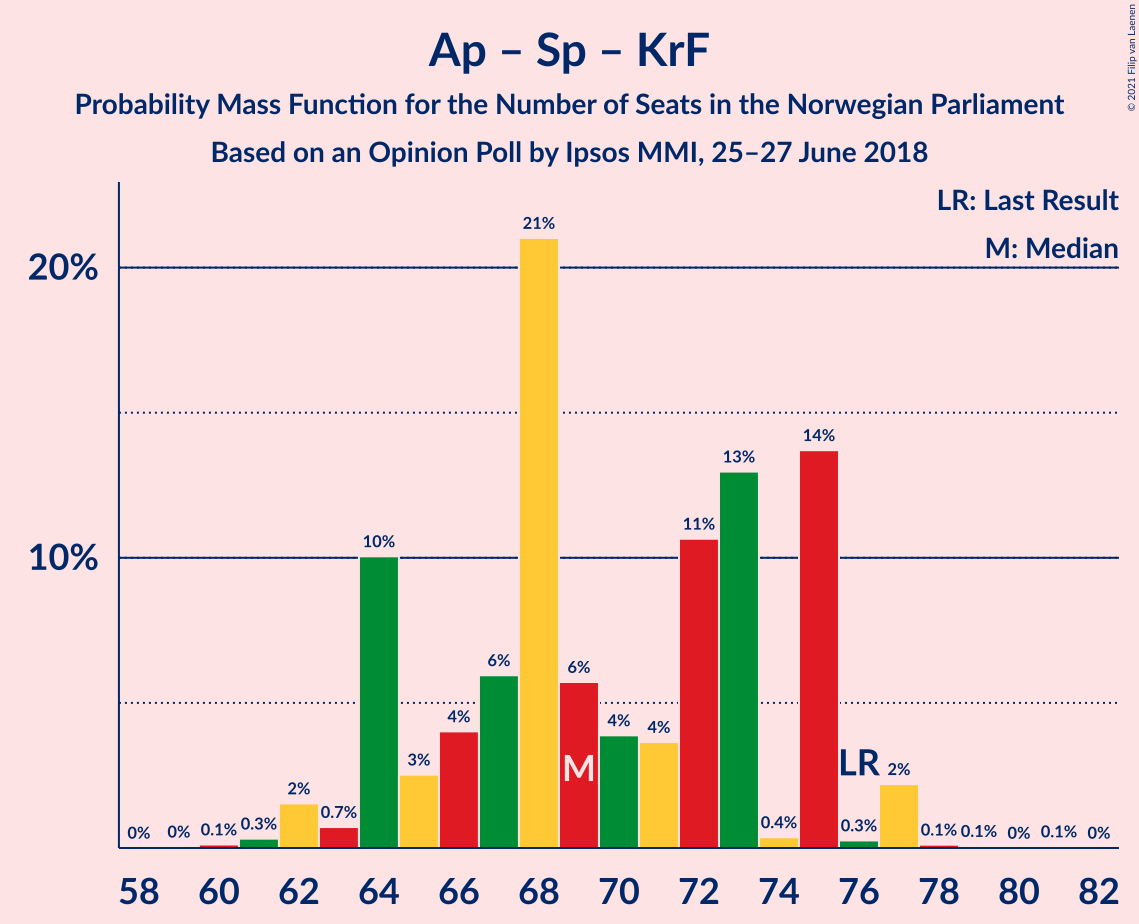 Ap – Sp – KrF
Probability Mass Function for the Number of Seats in the Norwegian Parliament
Based on an Opinion Poll by Ipsos MMI, 25–27 June 2018
© 2021 Filip van Laenen
LR: Last Result
M: Median
20%
10%
0% 0% 0.1% 0.3% 2% 0.7% 10% 3% 4% 6% 21% 6% 4% 4% 11% 13% 0.4% 14% 0.3% 2% 0.1% 0.1% 0% 0.1% 0%
M
LR
58 60 62 64 66 68 70 72 74 76 78 80 82